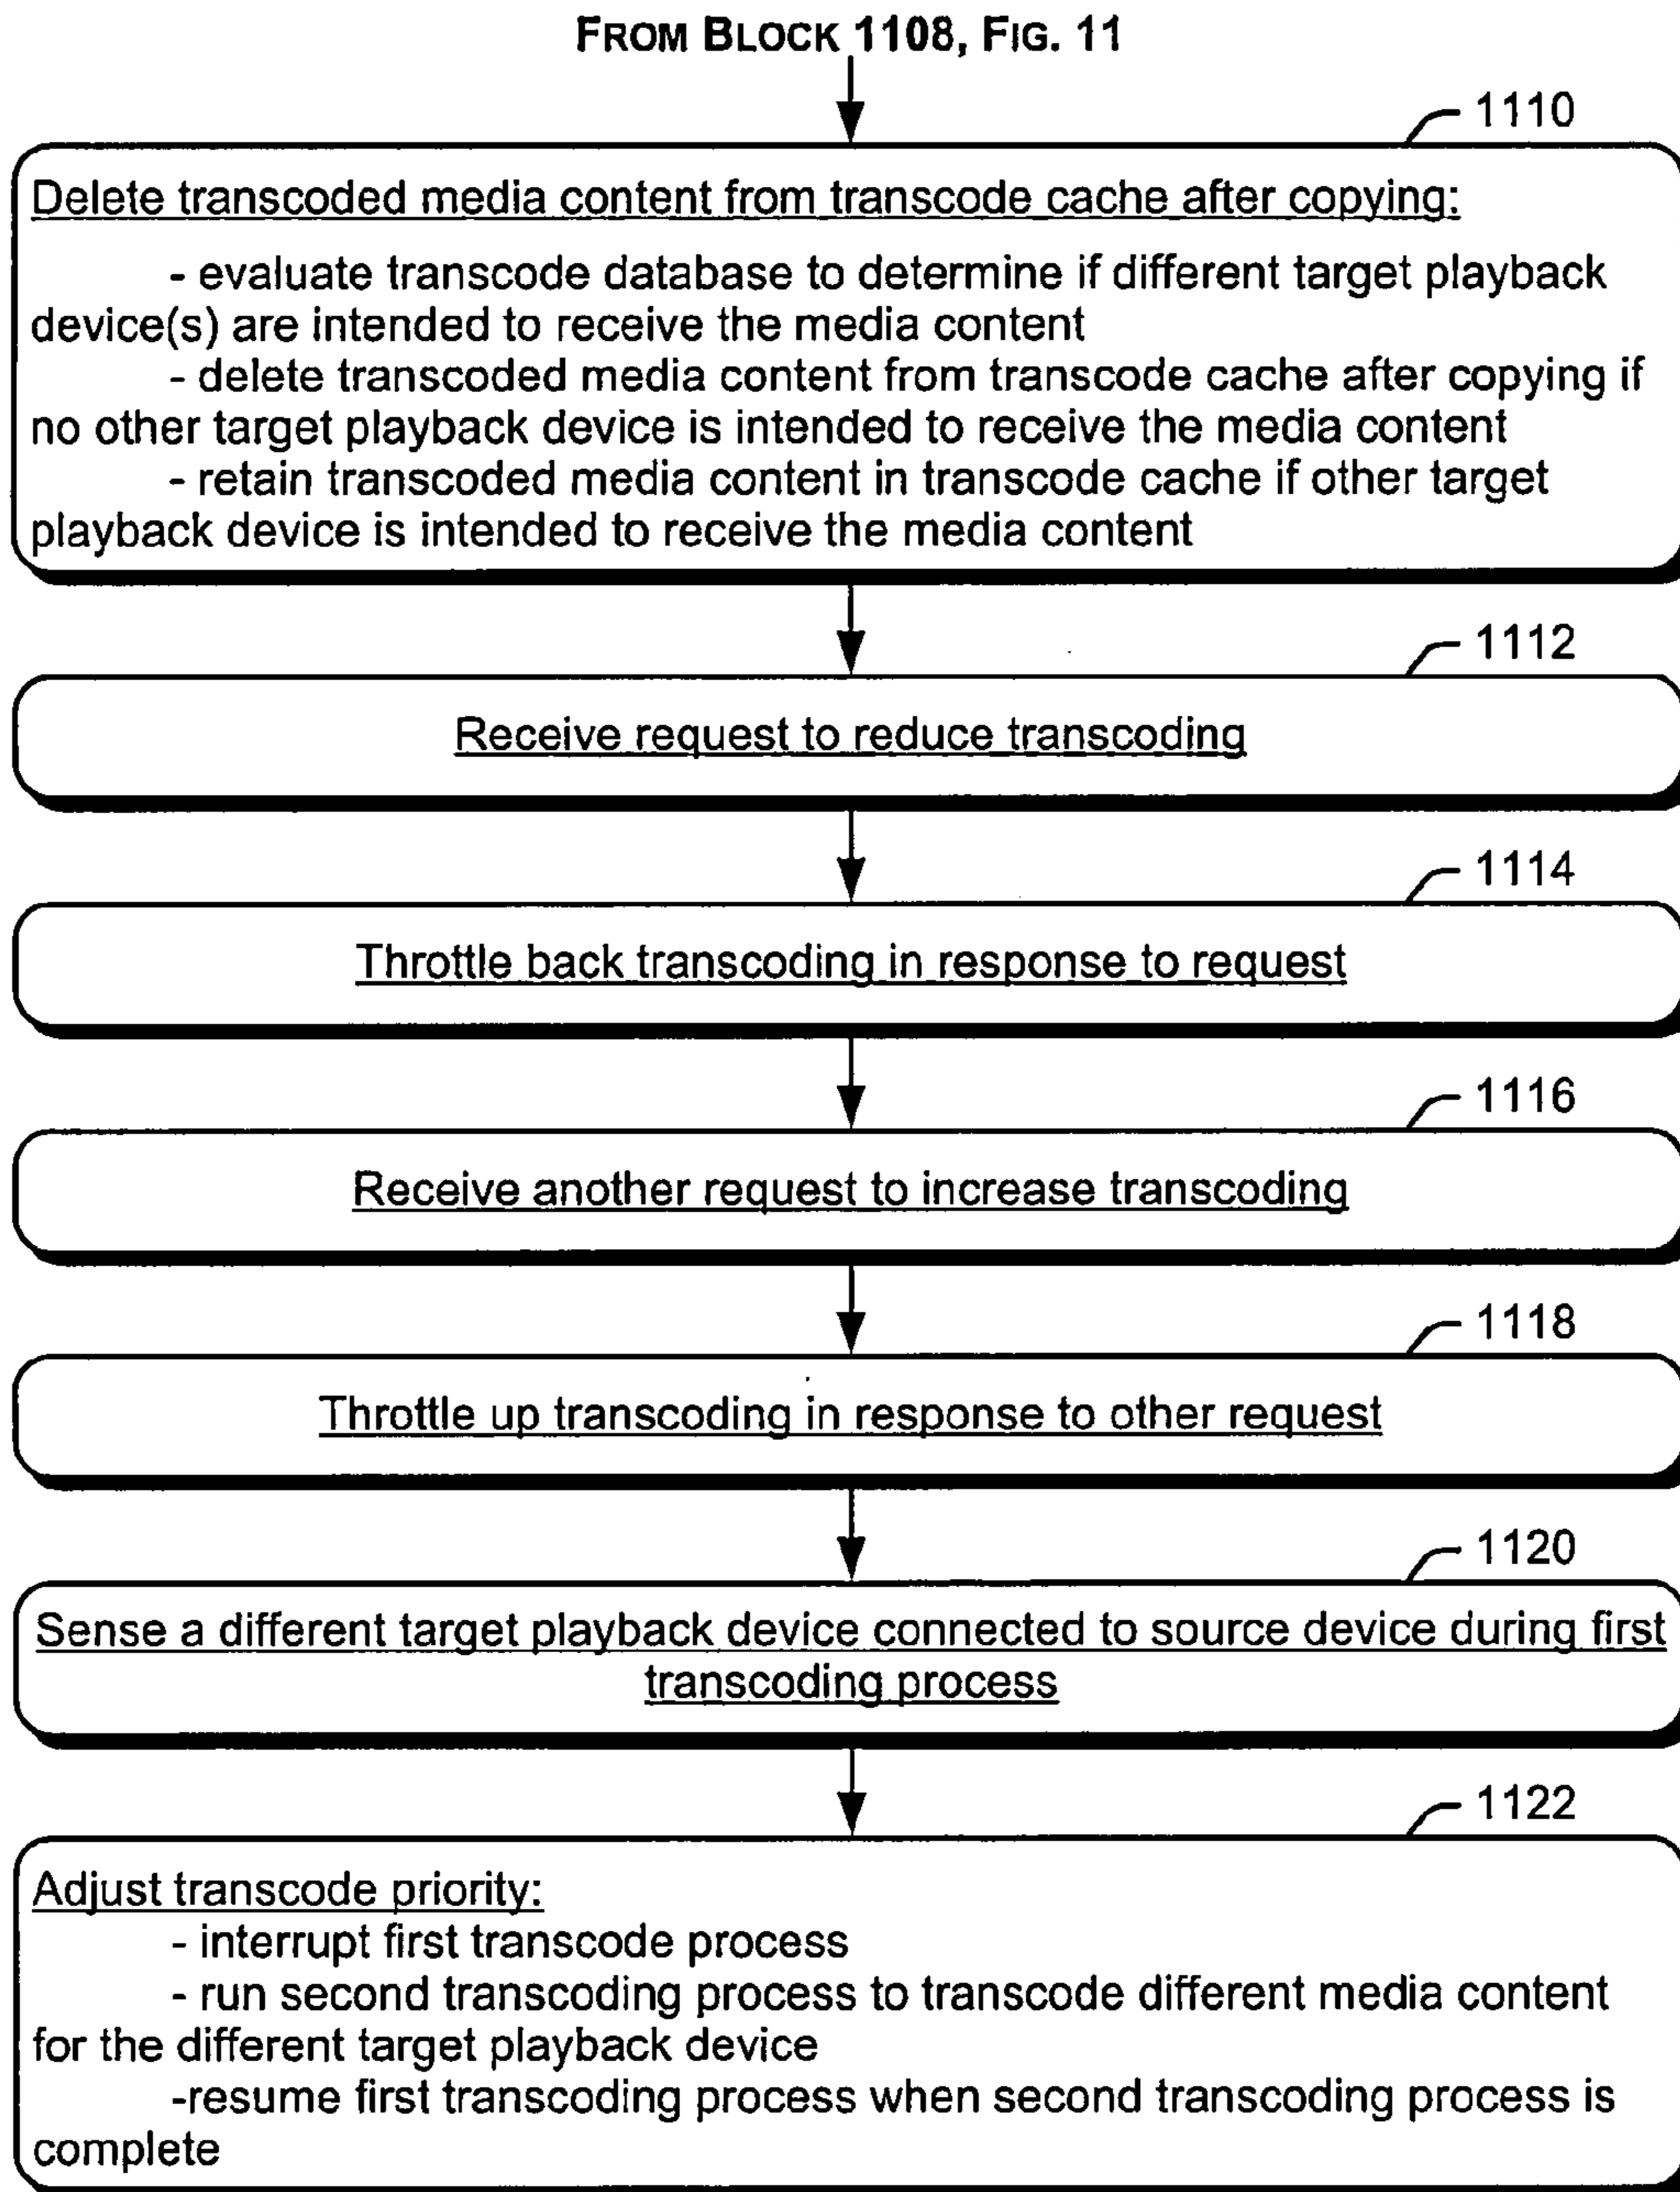 FROM BLOCK 1108, FIG. 11
1110
Delete transcoded media content from transcode cache after copying:
- evaluate transcode database to determine if different target playback
device(s) are intended to receive the media content
- delete transcoded media content from transcode cache after copying if
no other target playback device is intended to receive the media content
- retain transcoded media content in transcode cache if other target
playback device is intended to receive the media content
1112
Receive request to reduce transcoding
1114
Throttle back transcoding in response to request
1116
Receive another request to increase transcoding
1118
Throttle up transcoding in response to other request
1120
Sense a different target playback device connected to source device during first
transcoding process
1122
Adjust transcode priority:
- interrupt first transcode process
- run second transcoding process to transcode different media content
for the different target playback device
-resume first transcoding process when second transcoding process is
complete